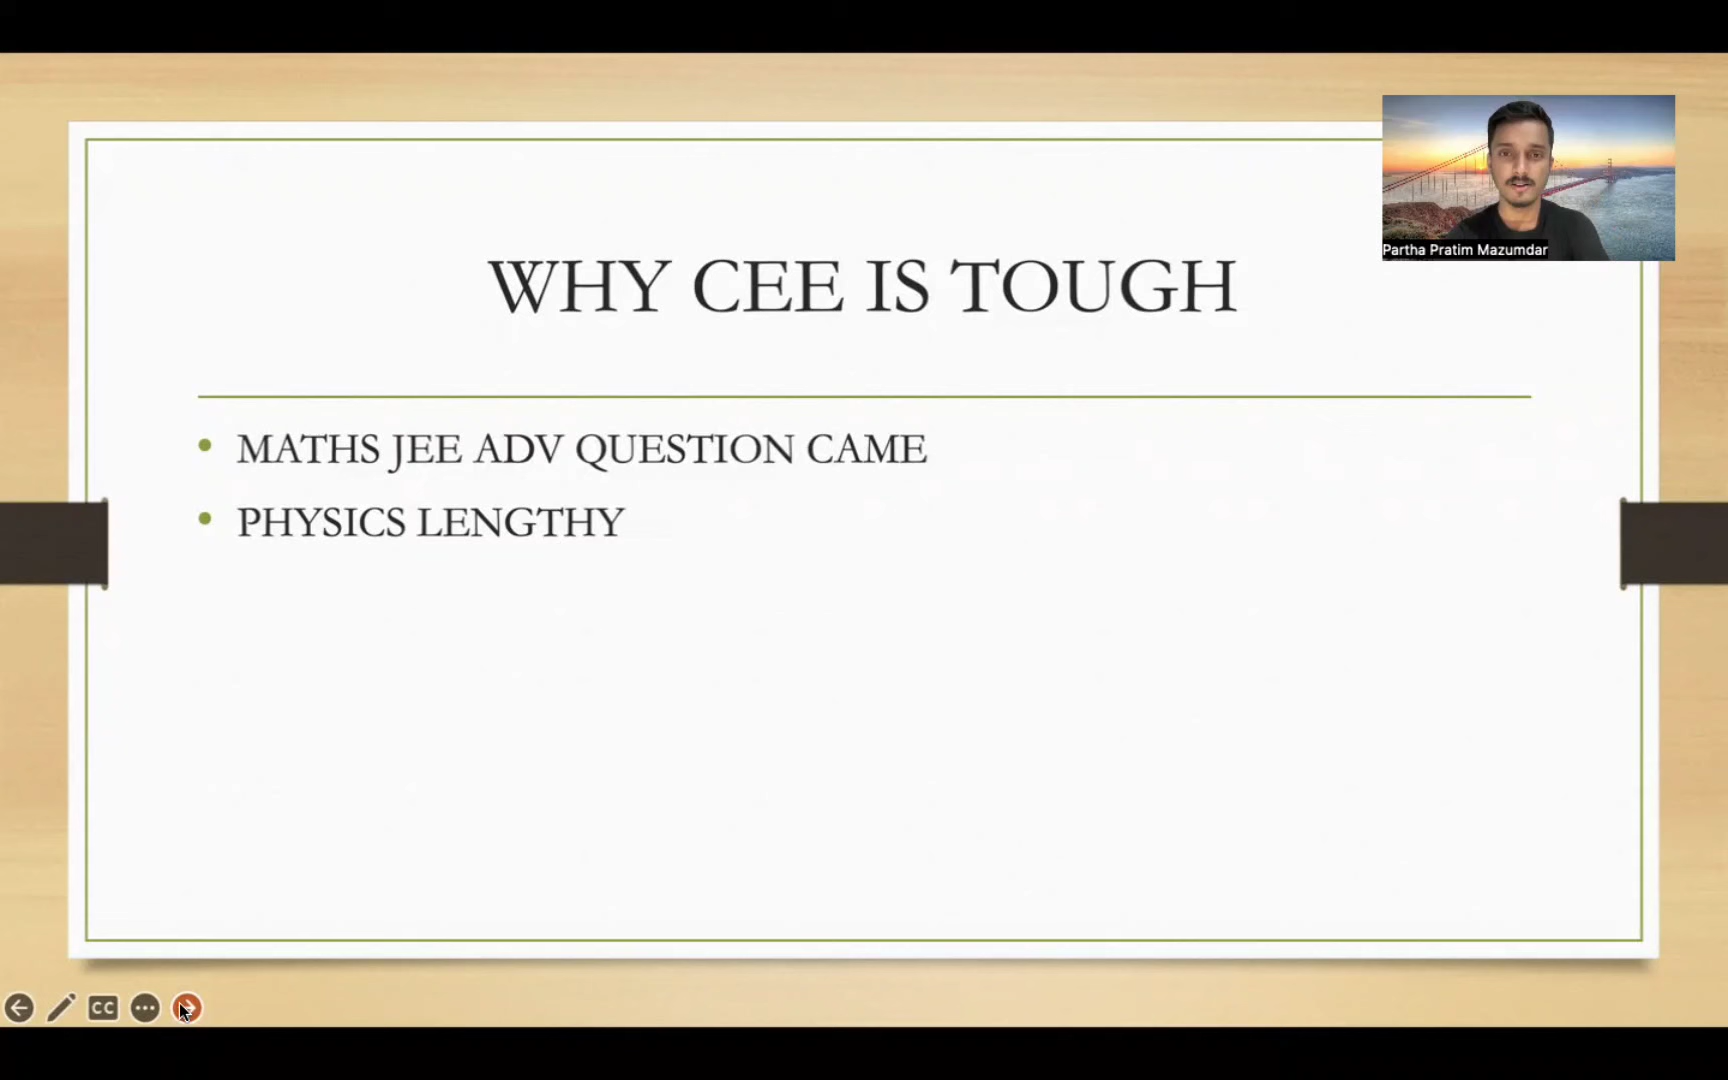 Partha Pratim Mazumdar
WHY CEE IS TOUGH
• MATHS JEE ADV QUESTION CAME
• PHYSICS LENGTHY
CC